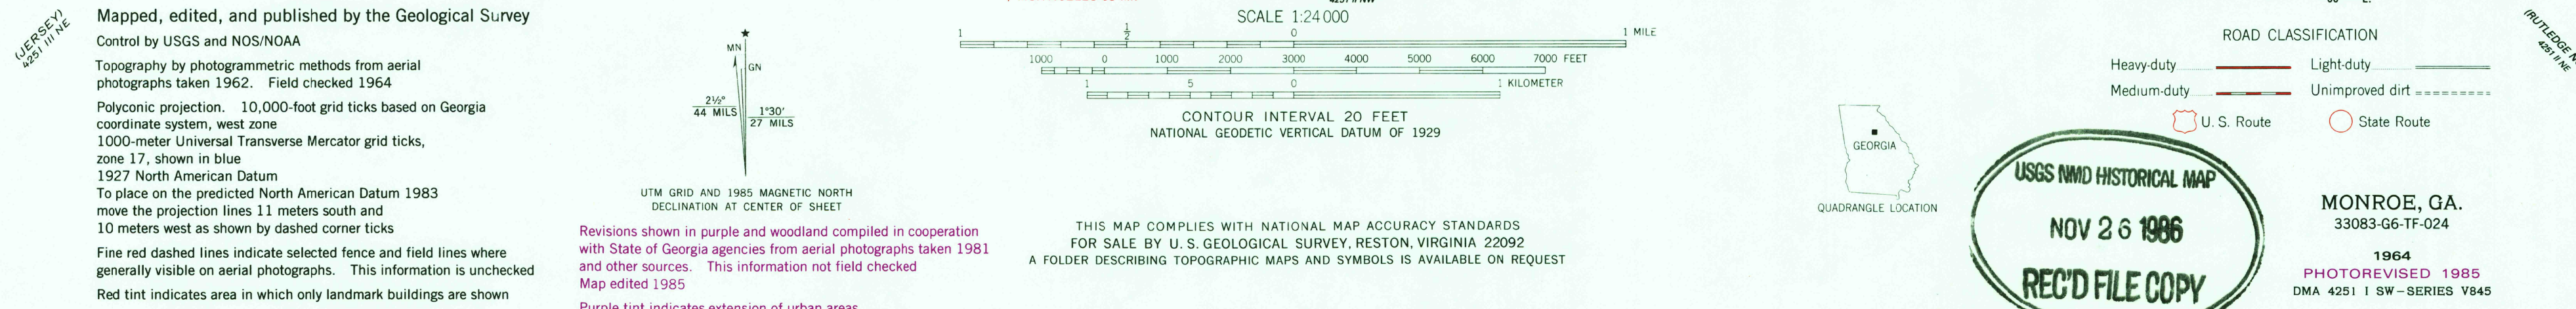 (JERSEY)
4251 III NE
Mapped, edited, and published by the Geological Survey
Control by USGS and NOS/NOAA
Topography by photogrammetric methods from aerial
photographs taken 1962. Field checked 1964
Polyconic projection. 10,000-foot grid ticks based on Georgia
coordinate system, west zone
1000-meter Universal Transverse Mercator grid ticks,
zone 17, shown in blue
1927 North American Datum
To place on the predicted North American Datum 1983
move the projection lines 11 meters south and
10 meters west as shown by dashed corner ticks
Fine red dashed lines indicate selected fence and field lines where
generally visible on aerial photographs. This information is unchecked
Red tint indicates area in which only landmark buildings are shown
MN
GN
2½°
44 MILS
1°30′
27 MILS
UTM GRID AND 1985 MAGNETIC NORTH
DECLINATION AT CENTER OF SHEET
Revisions shown in purple and woodland compiled in cooperation
with State of Georgia agencies from aerial photographs taken 1981
and other sources. This information not field checked
Map edited 1985
Purple tint indicates extension of urban areas
SCALE 1:24 000
1 ½ 0 1 MILE
1000 0 1000 2000 3000 4000 5000 6000 7000 FEET
1 5 0 1 KILOMETER
CONTOUR INTERVAL 20 FEET
NATIONAL GEODETIC VERTICAL DATUM OF 1929
THIS MAP COMPLIES WITH NATIONAL MAP ACCURACY STANDARDS
FOR SALE BY U. S. GEOLOGICAL SURVEY, RESTON, VIRGINIA 22092
A FOLDER DESCRIBING TOPOGRAPHIC MAPS AND SYMBOLS IS AVAILABLE ON REQUEST
GEORGIA
QUADRANGLE LOCATION
ROAD CLASSIFICATION
Heavy-duty Light-duty
Medium-duty Unimproved dirt
U. S. Route State Route
USGS NMD HISTORICAL MAP
NOV 26 1986
REC'D FILE COPY
MONROE, GA.
33083-G6-TF-024
1964
PHOTOREVISED 1985
DMA 4251 I SW–SERIES V845
(RUTLEDGE
4251 II NE